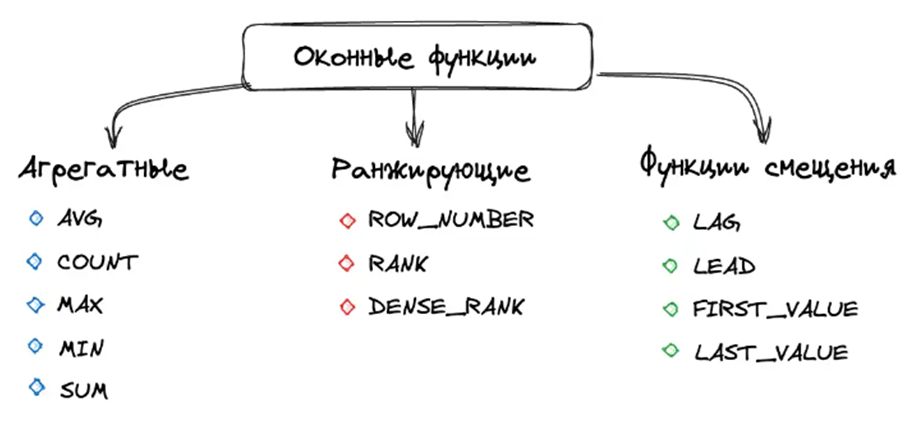 Оконные функции
Агрегатные
AVG
COUNT
MAX
MIN
SUM
Ранжирующие
ROW_NUMBER
RANK
DENSE_RANK
Функции смещения
LAG
LEAD
FIRST_VALUE
LAST_VALUE